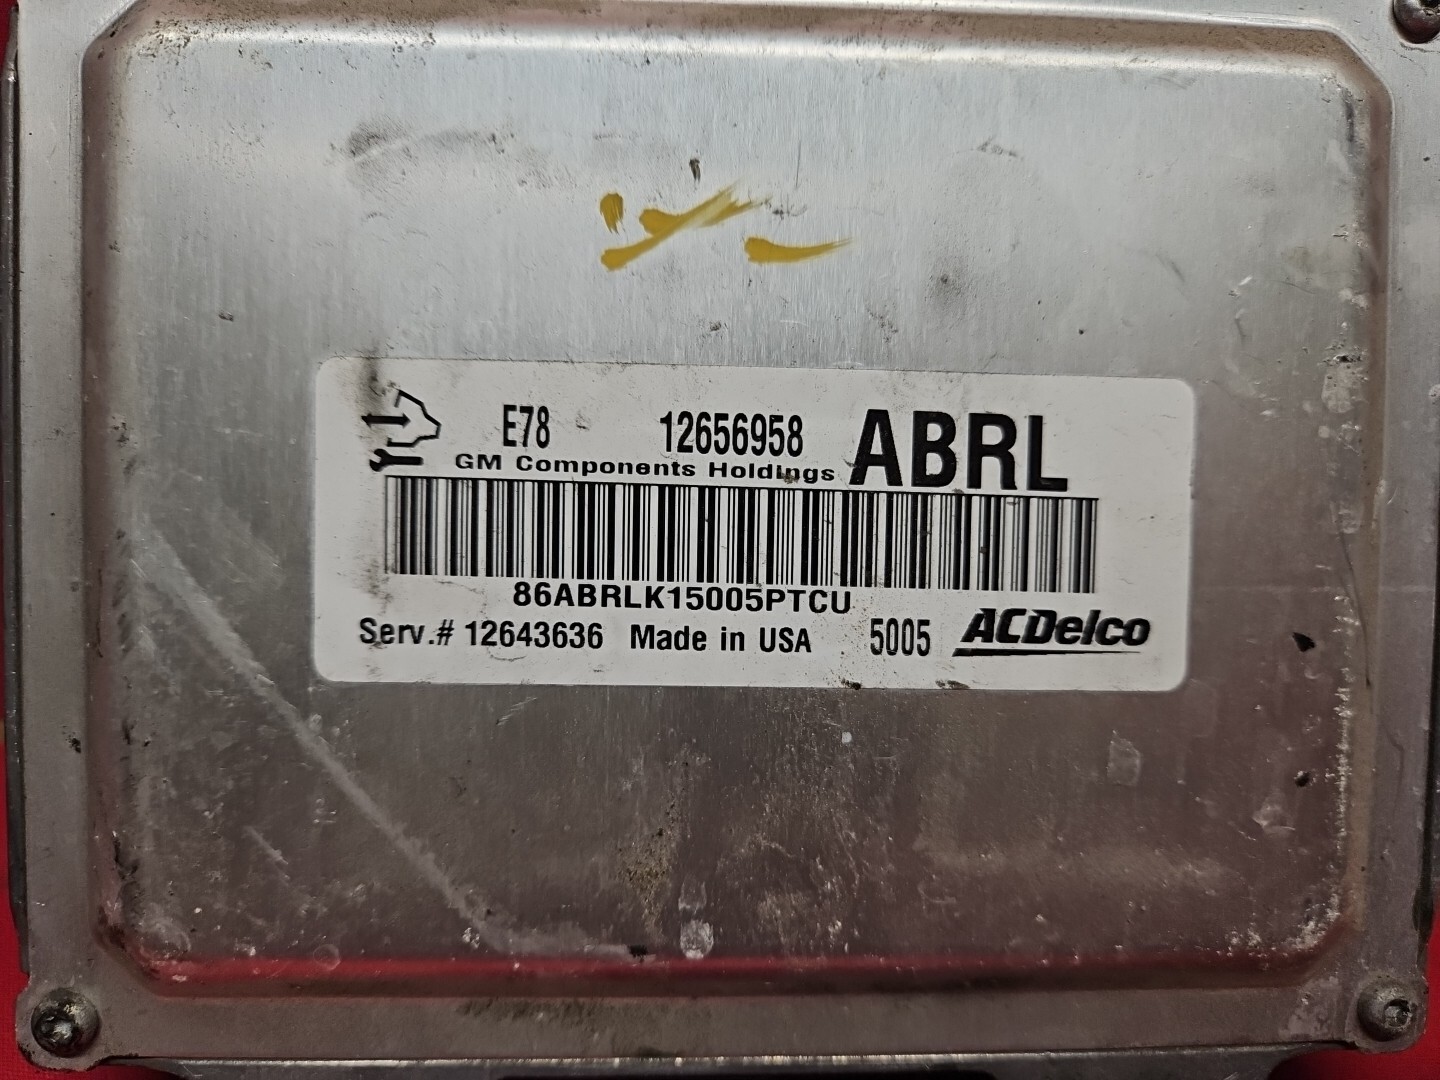 E78 12656958 ABRL
GM Components Holdings
86ABRLK15005PTCU
Serv.# 12643636 Made in USA 5005 ACDelco